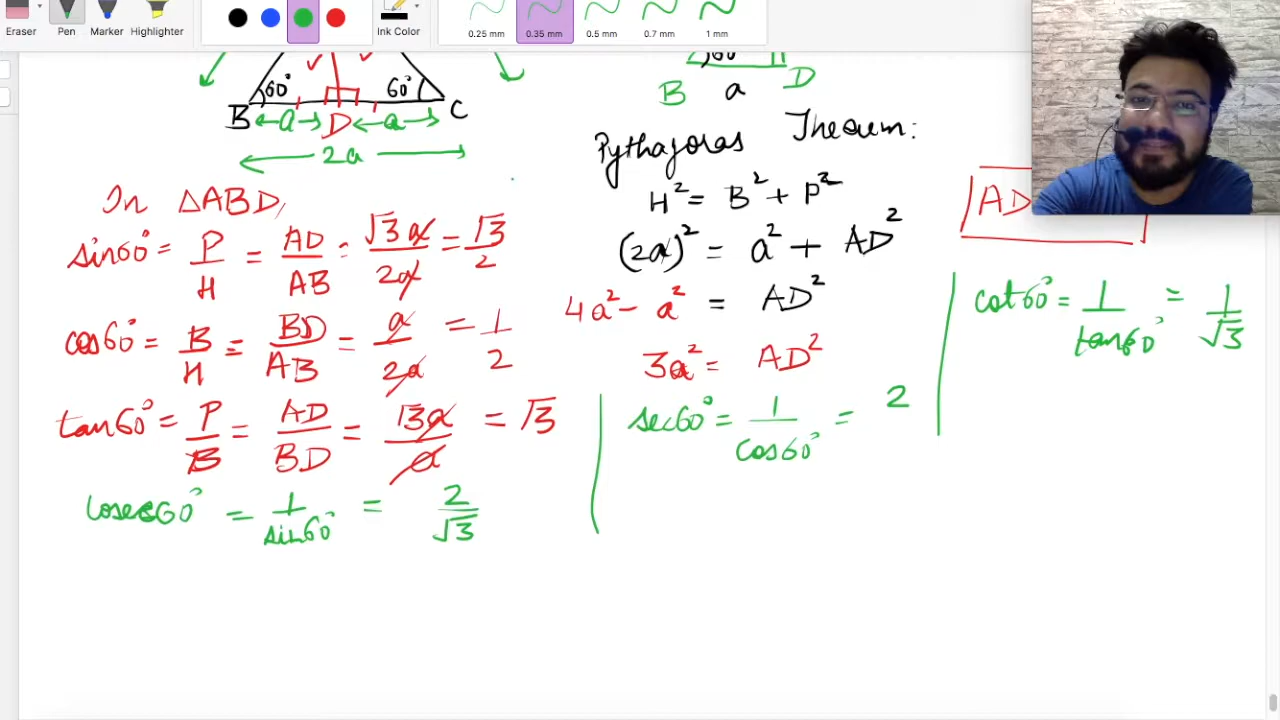 Eraser Pen Marker Highlighter
Ink Color
0.25 mm 0.35 mm 0.5 mm 0.7 mm 1 mm
60° 60°
B a D a C
2a
60°
B a D
Pythagoras Theorum:
H² = B² + P²
(2a)² = a² + AD²
4a² - a² = AD²
3a² = AD²
AD
In △ABD,
sin60° = P/H = AD/AB = √3a/2a = √3/2
cos60° = B/H = BD/AB = a/2a = 1/2
tan60° = P/B = AD/BD = √3a/a = √3
cosec60° = 1/sin60° = 2/√3
sec60° = 1/cos60° = 2
cot60° = 1/tan60° = 1/√3